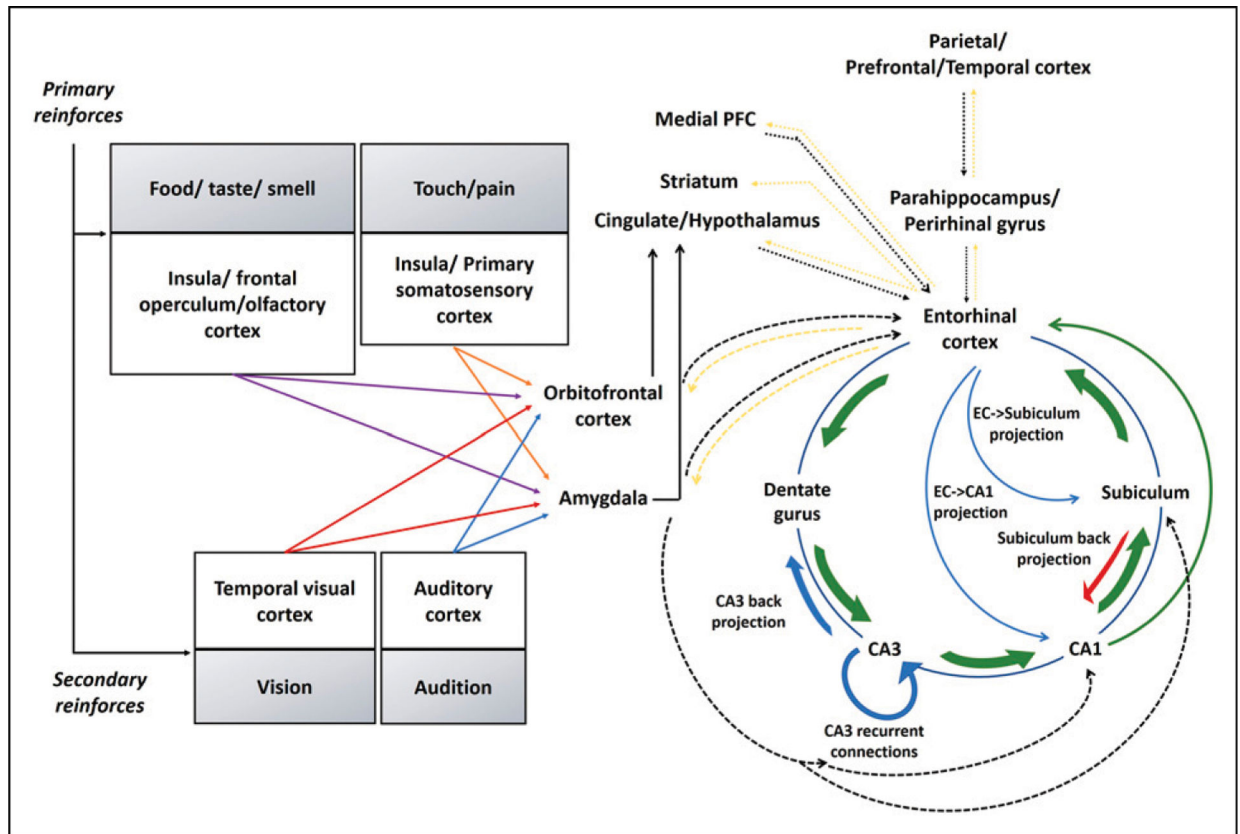 Primary
reinforces
Food/ taste/ smell
Touch/pain
Insula/ frontal
operculum/olfactory
cortex
Insula/ Primary
somatosensory
cortex
Temporal visual
cortex
Auditory
cortex
Vision
Audition
Secondary
reinforces
Orbitofrontal
cortex
Amygdala
Medial PFC
Striatum
Cingulate/Hypothalamus
Parietal/
Prefrontal/Temporal cortex
Parahippocampus/
Perirhinal gyrus
Entorhinal
cortex
EC->Subiculum
projection
EC->CA1
projection
Dentate
gurus
Subiculum
Subiculum back
projection
CA3 back
projection
CA3
CA1
CA3 recurrent
connections